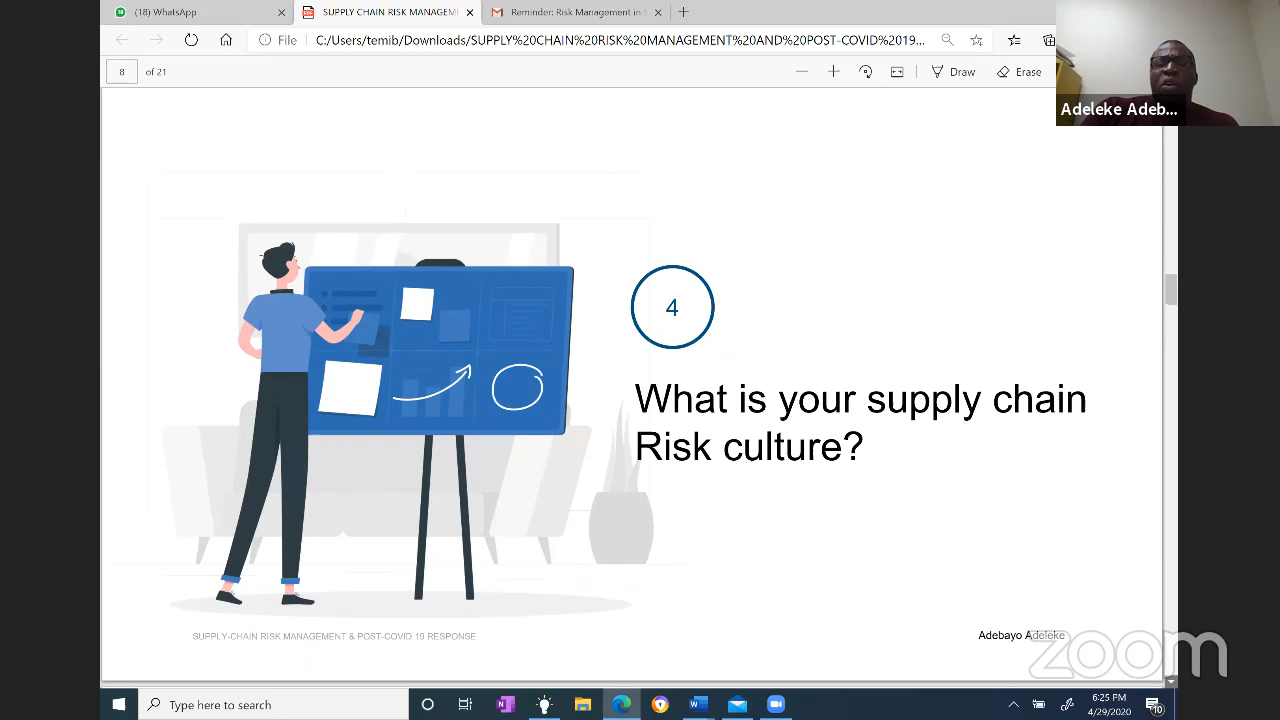 (18) WhatsApp
SUPPLY CHAIN RISK MANAGEM
Reminder: Risk Management in
File
C:/Users/temib/Downloads/SUPPLY%20CHAIN%20RISK%20MANAGEMENT%20AND%20POST-COVID%2019...
8
of 21
Draw
Erase
Adeleke Adeb...
4
What is your supply chain
Risk culture?
SUPPLY-CHAIN RISK MANAGEMENT & POST-COVID 19 RESPONSE
Adebayo Adeleke
zoom
Type here to search
6:25 PM
4/29/2020
10